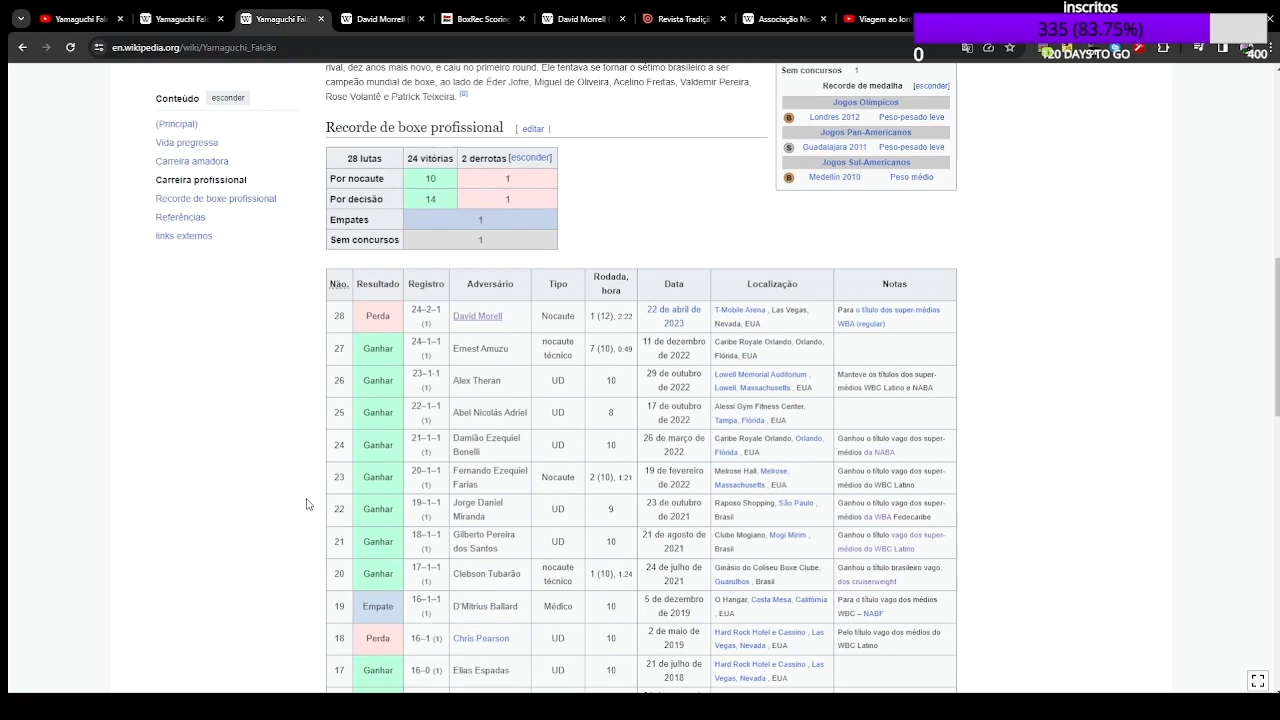 inscritos
335 (83.75%)
0
120 DAYS TO GO
400
Yamaguchi Fal
Yamaguchi Falc
Yamaguchi Falc
David Morrell (
BoxRec Scoring
David Morrell (
Revista Tradiçã
Associação No
Viagem ao lon
en.wikipedia.org/wiki/Yamaguchi_Falcão
rival, dez anos mais novo, e caiu no primeiro round. Ele tentava se tornar o sétimo brasileiro a ser
campeão mundial de boxe, ao lado de Éder Jofre, Miguel de Oliveira, Acelino Freitas, Valdemir Pereira,
Rose Volantê e Patrick Teixeira. [8]
Sem concursos 1
Recorde de medalha [esconder]
Jogos Olímpicos
B Londres 2012 Peso-pesado leve
Jogos Pan-Americanos
S Guadalajara 2011 Peso-pesado leve
Jogos Sul-Americanos
B Medellín 2010 Peso médio
Conteúdo esconder
(Principal)
Vida pregressa
Carreira amadora
Carreira profissional
Recorde de boxe profissional
Referências
links externos
Recorde de boxe profissional [ editar ]
28 lutas 24 vitórias 2 derrotas [esconder]
Por nocaute 10 1
Por decisão 14 1
Empates 1
Sem concursos 1
Não. Resultado Registro Adversário Tipo Rodada, hora Data Localização Notas
28 Perda 24–2–1 (1) David Morell Nocaute 1 (12), 2:22 22 de abril de 2023 T-Mobile Arena , Las Vegas, Nevada, EUA Para o título dos super-médios WBA (regular)
27 Ganhar 24–1–1 (1) Ernest Amuzu nocaute técnico 7 (10), 0:49 11 de dezembro de 2022 Caribe Royale Orlando, Orlando, Flórida, EUA
26 Ganhar 23–1–1 (1) Alex Theran UD 10 29 de outubro de 2022 Lowell Memorial Auditorium , Lowell, Massachusetts , EUA Manteve os títulos dos super-médios WBC Latino e NABA
25 Ganhar 22–1–1 (1) Abel Nicolás Adriel UD 8 17 de outubro de 2022 Alessi Gym Fitness Center, Tampa, Flórida , EUA
24 Ganhar 21–1–1 (1) Damião Ezequiel Bonelli UD 10 26 de março de 2022 Caribe Royale Orlando, Orlando, Flórida , EUA Ganhou o título vago dos super-médios da NABA
23 Ganhar 20–1–1 (1) Fernando Ezequiel Farias Nocaute 2 (10), 1:21 19 de fevereiro de 2022 Melrose Hall, Melrose, Massachusetts , EUA Ganhou o título vago dos super-médios do WBC Latino
22 Ganhar 19–1–1 (1) Jorge Daniel Miranda UD 9 23 de outubro de 2021 Raposo Shopping, São Paulo , Brasil Ganhou o título vago dos super-médios da WBA Fedecaribe
21 Ganhar 18–1–1 (1) Gilberto Pereira dos Santos UD 10 21 de agosto de 2021 Clube Mogiano, Mogi Mirim , Brasil Ganhou o título vago dos super-médios do WBC Latino
20 Ganhar 17–1–1 (1) Clebson Tubarão nocaute técnico 1 (10), 1:24 24 de julho de 2021 Ginásio do Coliseu Boxe Clube, Guarulhos , Brasil Ganhou o título brasileiro vago dos cruiserweight
19 Empate 16–1–1 (1) D'Mitrius Ballard Médico 10 5 de dezembro de 2019 O Hangar, Costa Mesa, Califórnia , EUA Para o título vago dos médios WBC – NABF
18 Perda 16–1 (1) Chris Pearson UD 10 2 de maio de 2019 Hard Rock Hotel e Cassino , Las Vegas, Nevada , EUA Pelo título vago dos médios do WBC Latino
17 Ganhar 16–0 (1) Elias Espadas UD 10 21 de julho de 2018 Hard Rock Hotel e Cassino , Las Vegas, Nevada , EUA